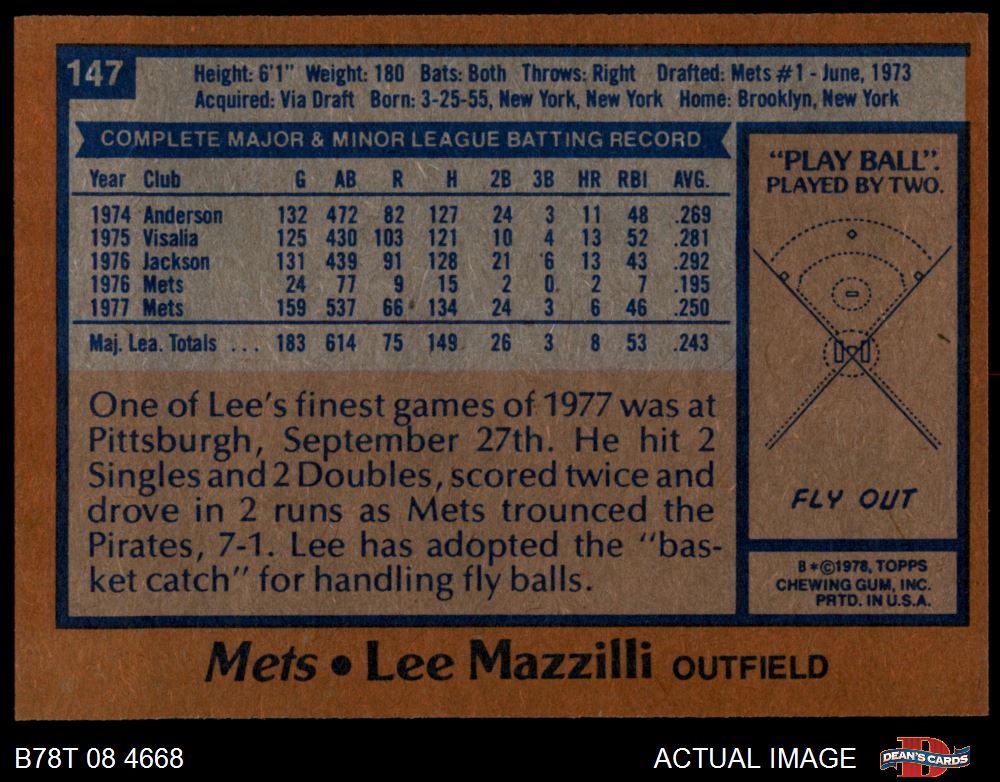 147
Height: 6'1" Weight: 180 Bats: Both Throws: Right Drafted: Mets #1 - June, 1973
Acquired: Via Draft Born: 3-25-55, New York, New York Home: Brooklyn, New York
COMPLETE MAJOR & MINOR LEAGUE BATTING RECORD
Year Club G AB R H 2B 3B HR RBI AVG.
1974 Anderson 132 472 82 127 24 3 11 48 .269
1975 Visalia 125 430 103 121 10 4 13 52 .281
1976 Jackson 131 439 91 128 21 6 13 43 .292
1976 Mets 24 77 9 15 2 0 2 7 .195
1977 Mets 159 537 66 134 24 3 6 46 .250
Maj. Lea. Totals ... 183 614 75 149 26 3 8 53 .243
One of Lee's finest games of 1977 was at
Pittsburgh, September 27th. He hit 2
Singles and 2 Doubles, scored twice and
drove in 2 runs as Mets trounced the
Pirates, 7-1. Lee has adopted the "bas-
ket catch" for handling fly balls.
"PLAY BALL".
PLAYED BY TWO.
FLY OUT
B*©1978, TOPPS
CHEWING GUM, INC.
PRTD. IN U.S.A.
Mets • Lee Mazzilli OUTFIELD
B78T 08 4668
ACTUAL IMAGE
DEAN'S CARDS